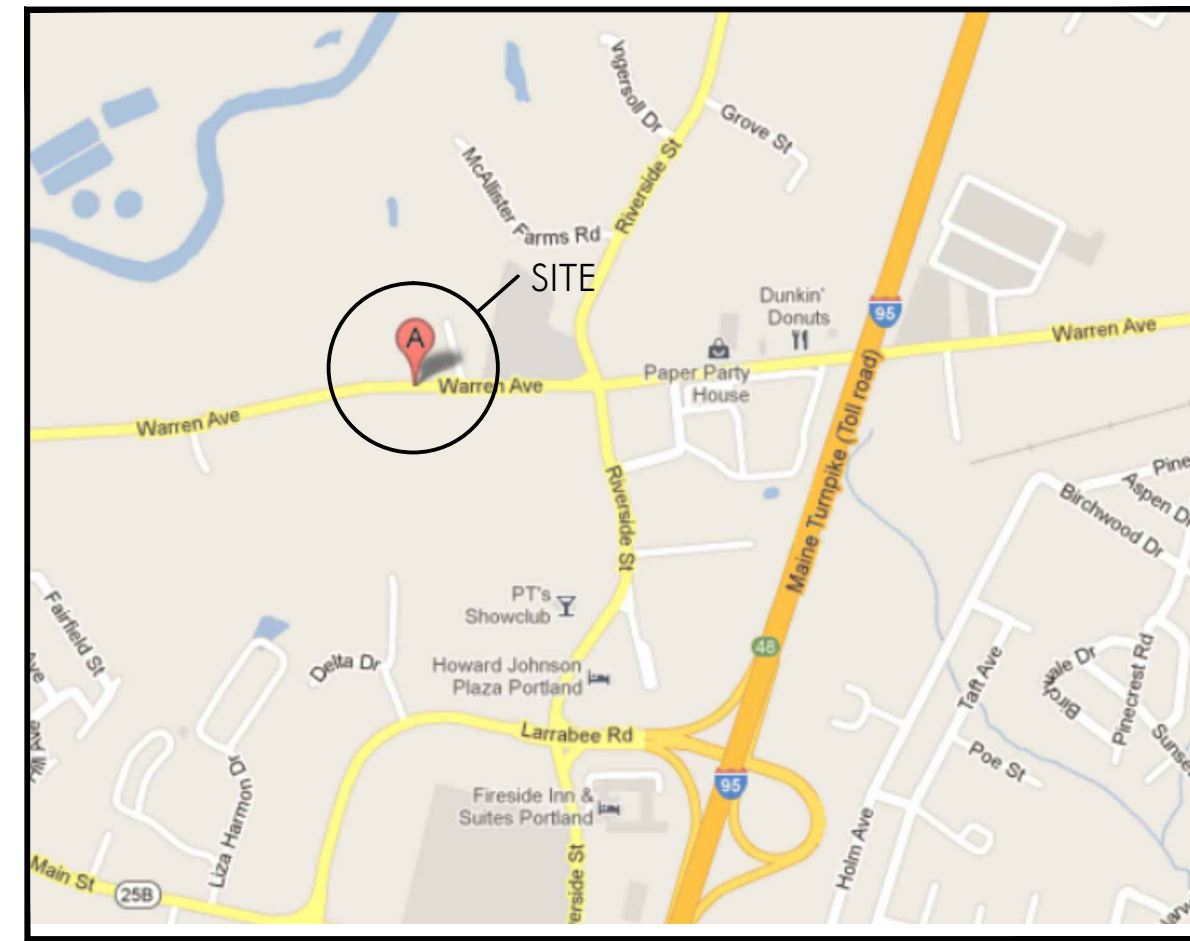 Ingersoll Dr
Grove St
Riverside St
McAllister
Farms Rd
SITE
Dunkin'
Donuts
95
Warren Ave
A
Paper Party
House
Warren Ave
Warren Ave
Maine Turnpike (Toll road)
Riverside St
Pine
Aspen Dr
Birchwood Dr
PT's
Showclub
Fairfield St
Delta Dr
Howard Johnson
Plaza Portland
48
Taft Ave
Pinecrest Rd
Sunse
Larrabee Rd
Poe St
95
Fireside Inn &
Suites Portland
Liza Harmon Dr
Holm Ave
erside St
Main St
25B